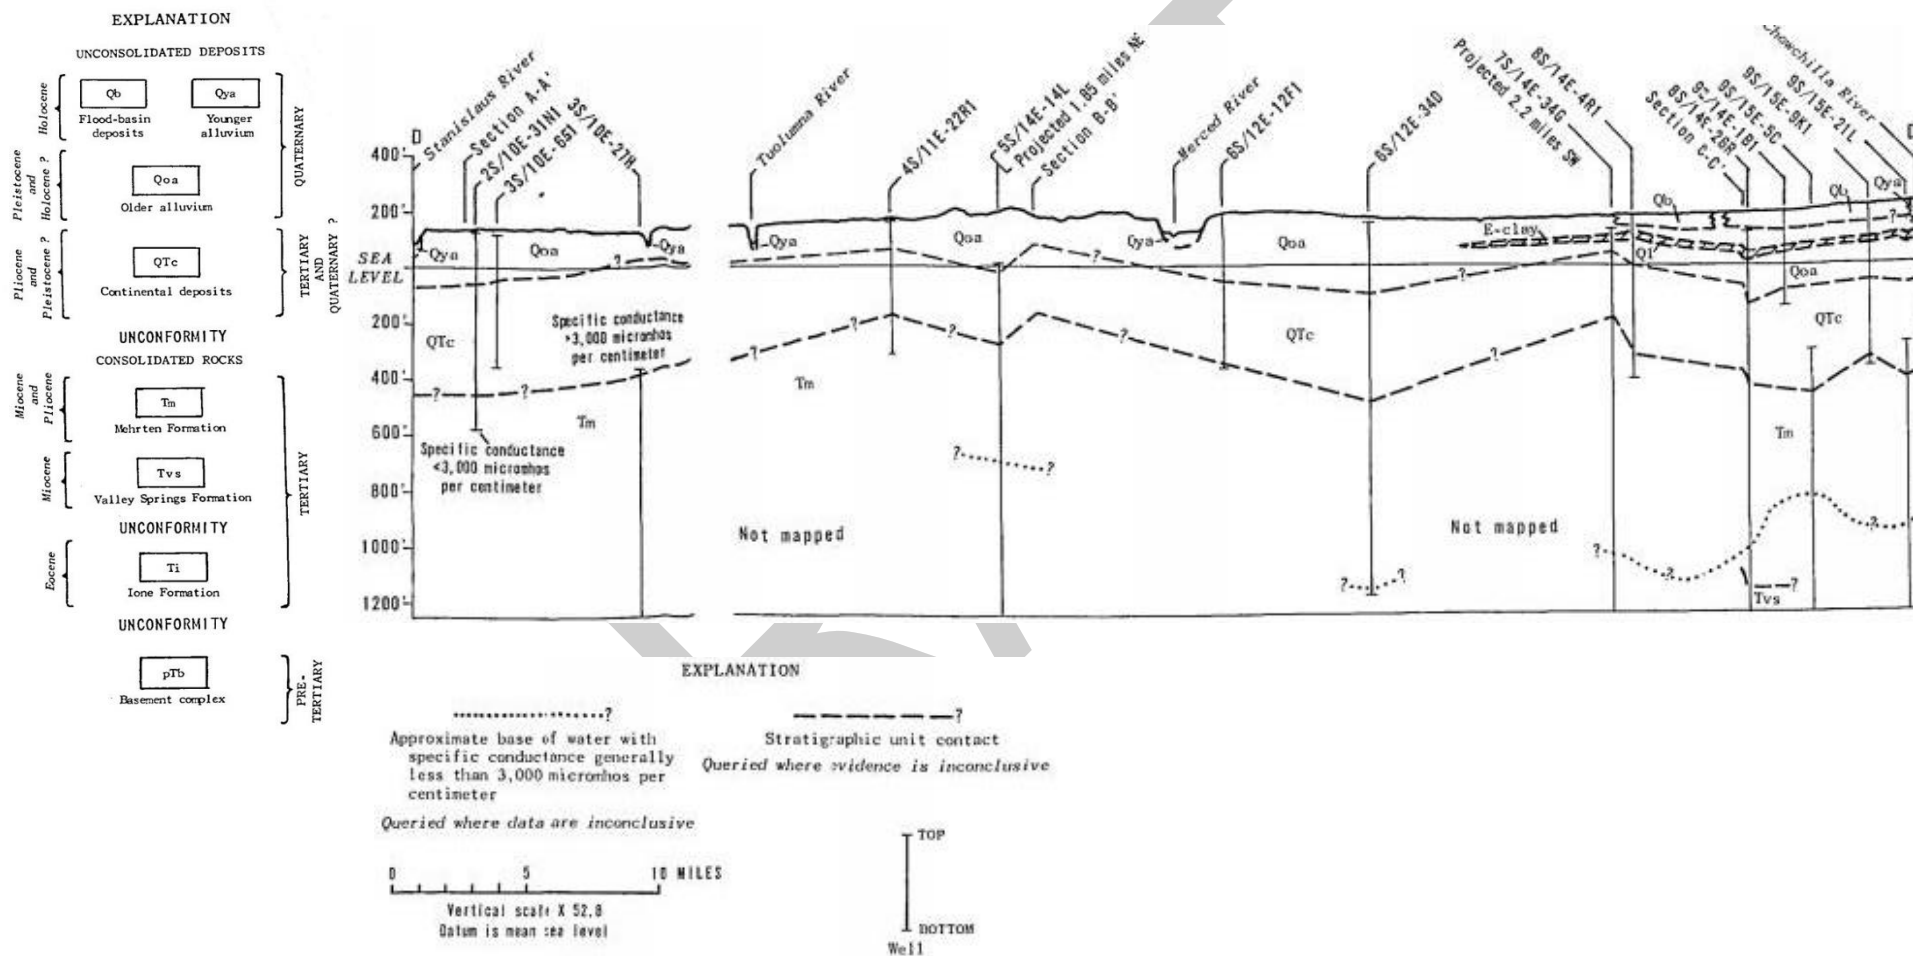 EXPLANATION
UNCONSOLIDATED DEPOSITS
Holocene
Qb
Qya
Flood-basin
deposits
Younger
alluvium
Pleistocene
and
Holocene ?
Qoa
Older alluvium
QUATERNARY
Pliocene
and
Pleistocene ?
QTc
Continental deposits
TERTIARY
AND
QUATERNARY ?
UNCONFORMITY
CONSOLIDATED ROCKS
Miocene
and
Pliocene
Tm
Mehrten Formation
Miocene
Tvs
Valley Springs Formation
TERTIARY
UNCONFORMITY
Eocene
Ti
Ione Formation
UNCONFORMITY
pTb
Basement complex
PRE-
TERTIARY
D
Stanislaus River
Section A-A'
2S/10E-31N1
3S/10E-6S1
3S/10E-27H
Tuolumna River
4S/11E-22R1
5S/14E-14L
Projected 1.85 miles NE
Section B-B'
Merced River
6S/12E-12F1
6S/12E-34D
Projected 2.2 miles SW
7S/14E-34G
8S/14E-4R1
Section C-C'
8S/14E-26R
9S/14E-1B1
9S/15E-5C
9S/15E-9K1
9S/15E-21L
Chowchilla River
400'
200'
SEA
LEVEL
200'
400'
600'
800'
1000'
1200'
Qya
Qoa
?
Qya
Qya
Qoa
Qya
?
Qoa
?
E-clay
Qb
Qb
Qya
?
Ql
Qoa
QTc
Specific conductance
>3,000 micromhos
per centimeter
?
?
?
?
?
?
QTc
?
QTc
Tm
Tm
Tm
Specific conductance
<3,000 micromhos
per centimeter
?
?
Not mapped
Not mapped
?
?
?
?
?
?
Tvs
EXPLANATION
?
Approximate base of water with
specific conductance generally
less than 3,000 micromhos per
centimeter
Queried where data are inconclusive
?
Stratigraphic unit contact
Queried where evidence is inconclusive
0
5
10 MILES
Vertical scale X 52.8
Datum is mean sea level
TOP
BOTTOM
Well